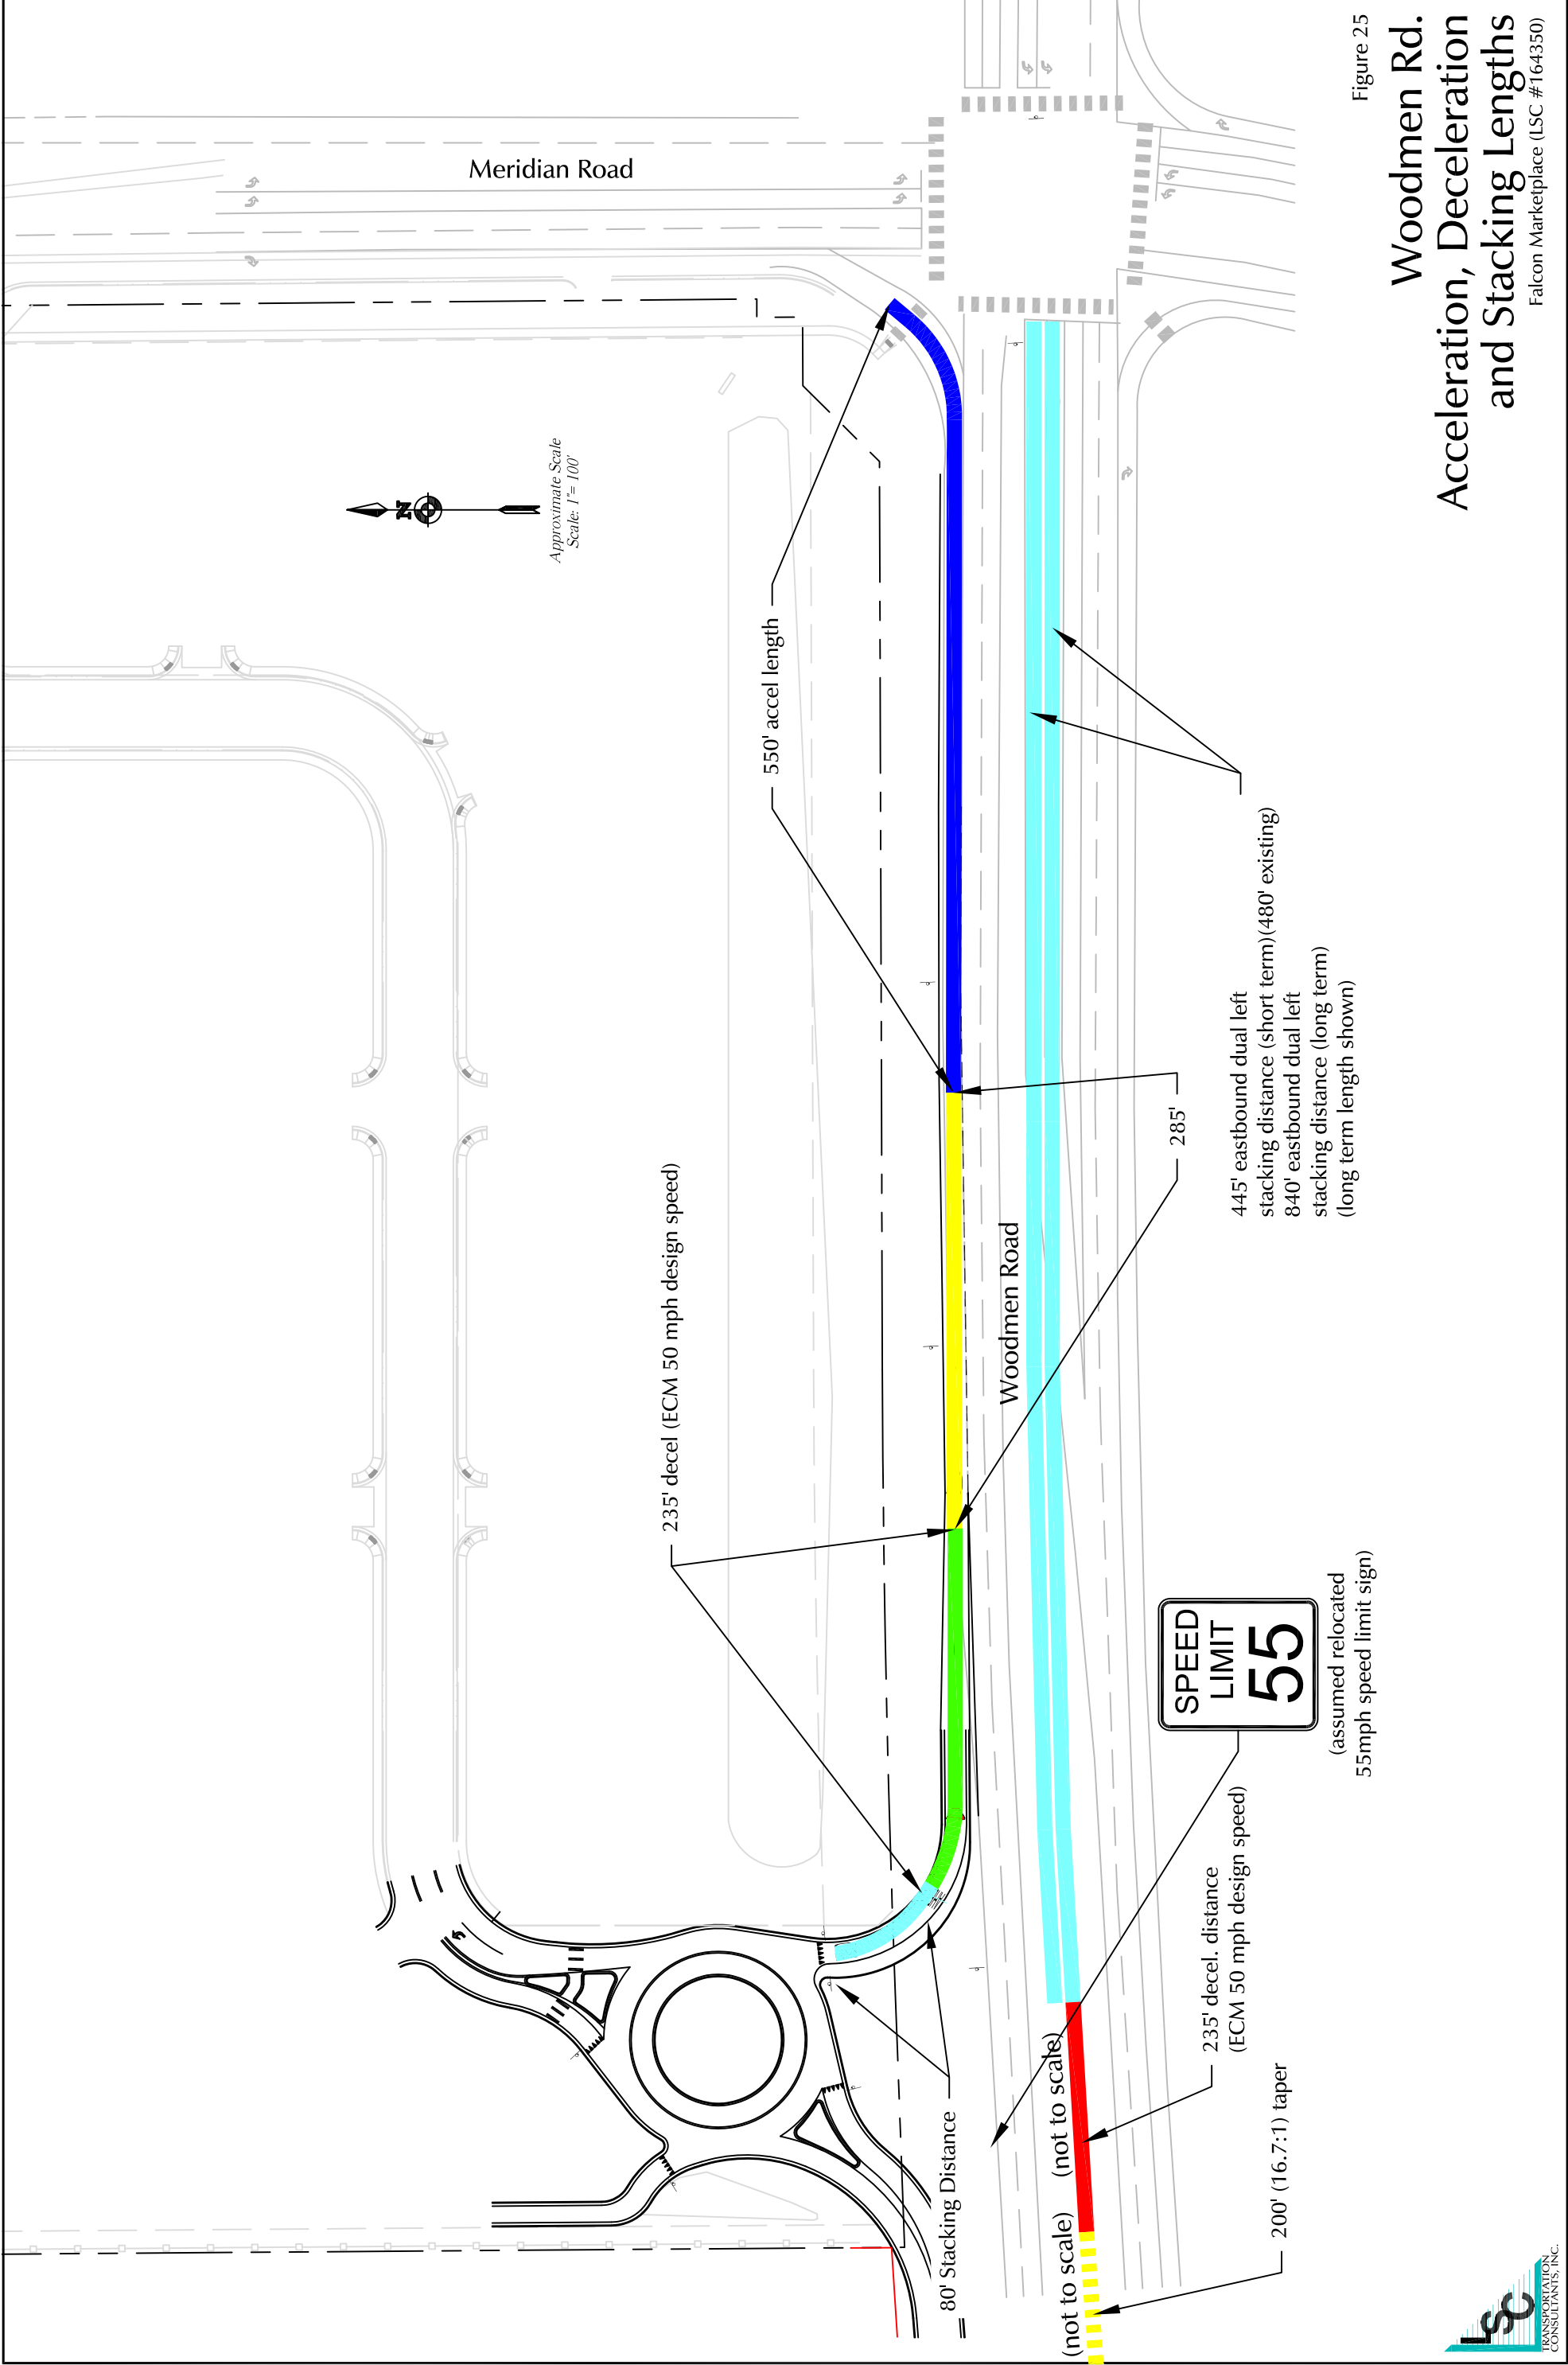 Figure 25
Woodmen Rd.
Acceleration, Deceleration
and Stacking Lengths
Falcon Marketplace (LSC #164350)
Meridian Road
N
Approximate Scale
Scale: 1"= 100'
550' accel length
235' decel (ECM 50 mph design speed)
285'
Woodmen Road
445' eastbound dual left
stacking distance (short term)(480' existing)
840' eastbound dual left
stacking distance (long term)
(long term length shown)
SPEED
LIMIT
55
(assumed relocated
55mph speed limit sign)
80' Stacking Distance
235' decel. distance
(ECM 50 mph design speed)
(not to scale)
(not to scale)
200' (16.7:1) taper
LSC
TRANSPORTATION
CONSULTANTS, INC.